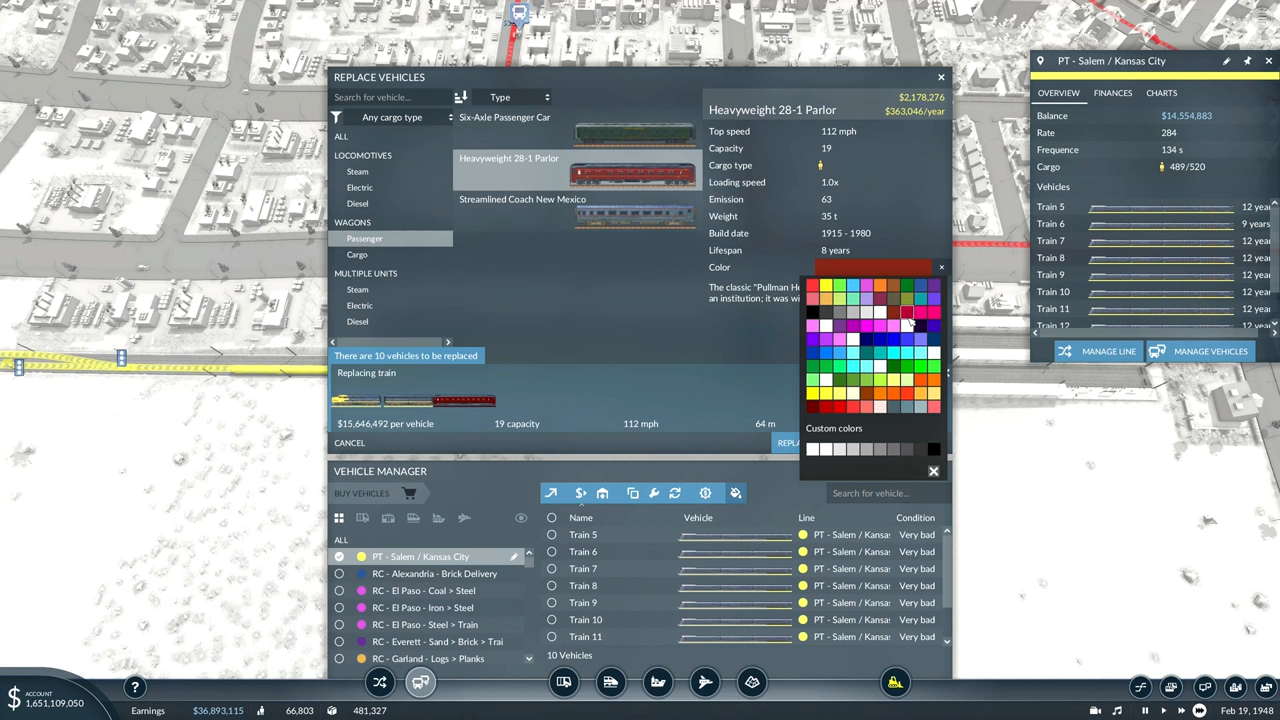 REPLACE VEHICLES
Search for vehicle...
Type
Any cargo type
ALL
LOCOMOTIVES
Steam
Electric
Diesel
WAGONS
Passenger
Cargo
MULTIPLE UNITS
Steam
Electric
Diesel
Six-Axle Passenger Car
Heavyweight 28-1 Parlor
Streamlined Coach New Mexico
$2,178,276
Heavyweight 28-1 Parlor
$363,046/year
Top speed 112 mph
Capacity 19
Cargo type
Loading speed 1.0x
Emission 63
Weight 35 t
Build date 1915 - 1980
Lifespan 8 years
Color
The classic "Pullman He
an institution; it was wi
Custom colors
There are 10 vehicles to be replaced
Replacing train
$15,646,492 per vehicle 19 capacity 112 mph 64 m
CANCEL
REPLA
PT - Salem / Kansas City
OVERVIEW FINANCES CHARTS
Balance $14,554,883
Rate 284
Frequency 134 s
Cargo 489/520
Vehicles
Train 5 12 year
Train 6 9 years
Train 7 12 year
Train 8 12 year
Train 9 12 year
Train 10 12 year
Train 11 12 year
Train 12 12 year
MANAGE LINE MANAGE VEHICLES
VEHICLE MANAGER
BUY VEHICLES
Search for vehicle...
ALL
PT - Salem / Kansas City
RC - Alexandria - Brick Delivery
RC - El Paso - Coal > Steel
RC - El Paso - Iron > Steel
RC - El Paso - Steel > Train
RC - Everett - Sand > Brick > Trai
RC - Garland - Logs > Planks
Name Vehicle Line Condition
Train 5 PT - Salem / Kansas Very bad
Train 6 PT - Salem / Kansas Very bad
Train 7 PT - Salem / Kansas Very bad
Train 8 PT - Salem / Kansas Very bad
Train 9 PT - Salem / Kansas Very bad
Train 10 PT - Salem / Kansas Very bad
Train 11 PT - Salem / Kansas Very bad
10 Vehicles
$ ACCOUNT
1,651,109,050
?
Earnings $36,893,115 66,803 481,327
Feb 19, 1948